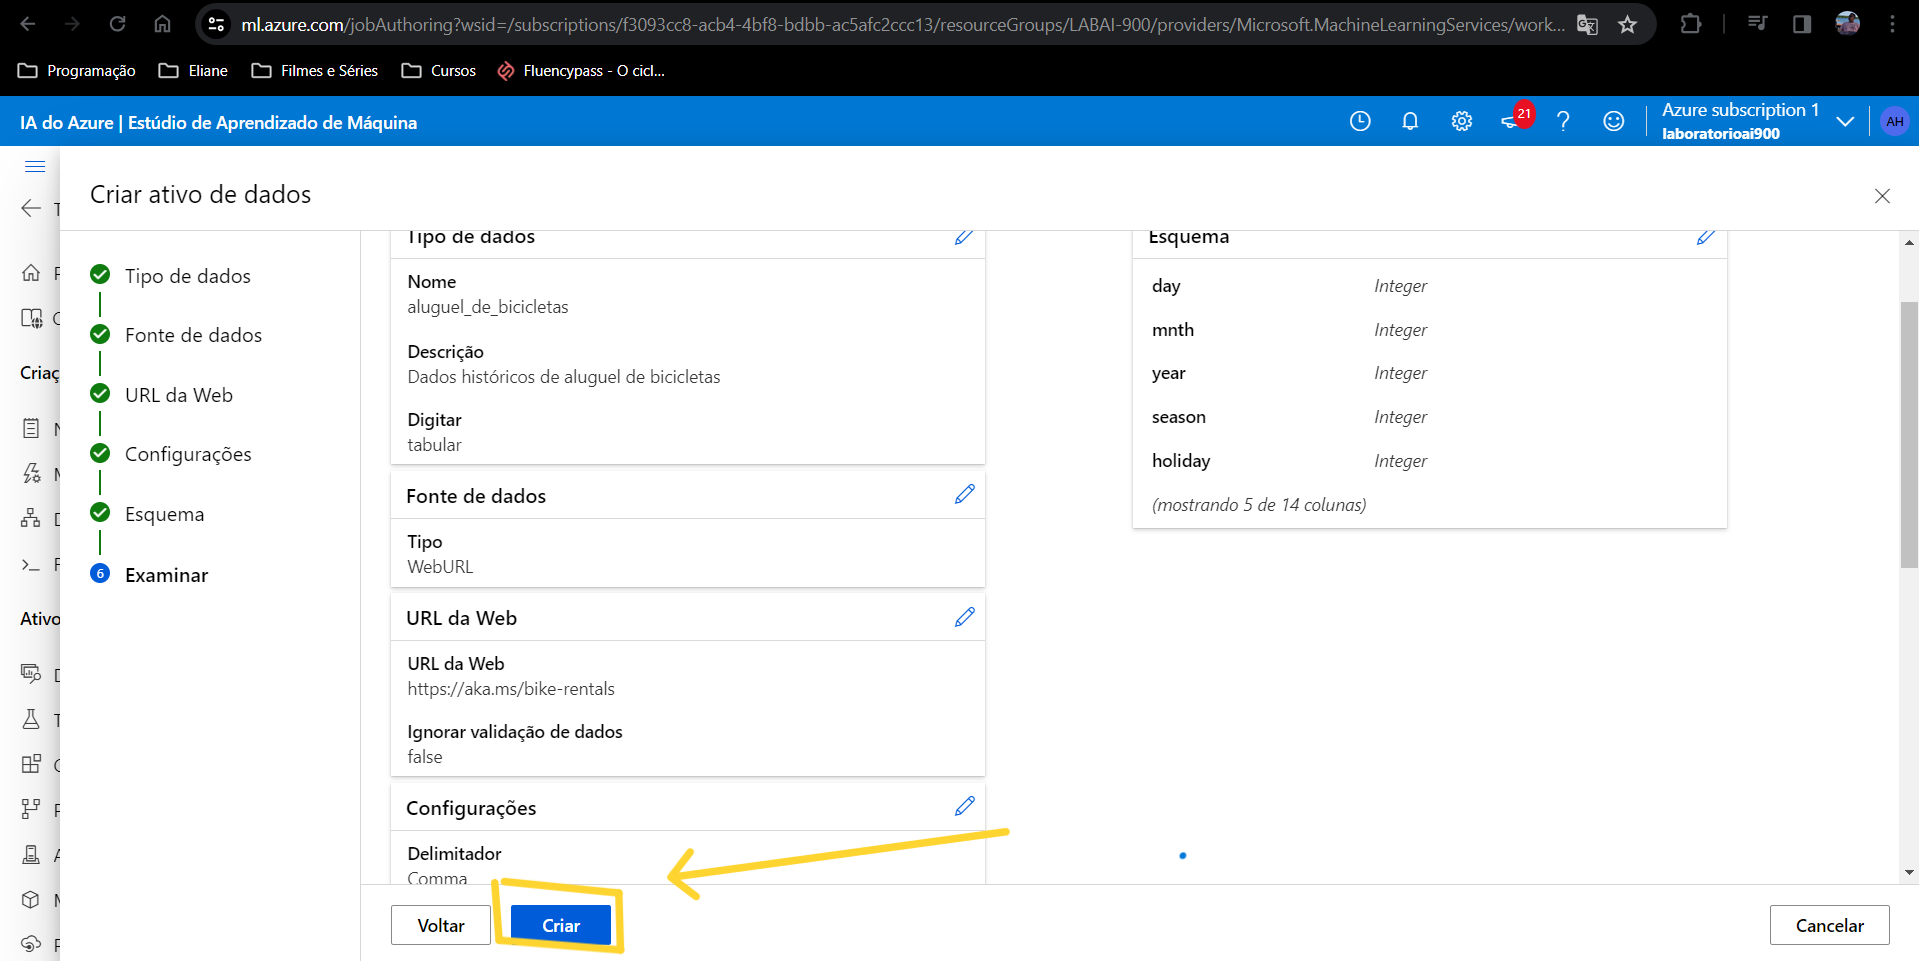 ml.azure.com/jobAuthoring?wsid=/subscriptions/f3093cc8-acb4-4bf8-bdbb-ac5afc2ccc13/resourceGroups/LABAI-900/providers/Microsoft.MachineLearningServices/work...
Programação Eliane Filmes e Séries Cursos Fluencypass - O cicl...
IA do Azure | Estúdio de Aprendizado de Máquina
21
Azure subscription 1
laboratorioai900
AH
Criar ativo de dados
Criaç
Ativo
Tipo de dados
Fonte de dados
URL da Web
Configurações
Esquema
6 Examinar
Tipo de dados
Nome
aluguel_de_bicicletas
Descrição
Dados históricos de aluguel de bicicletas
Digitar
tabular
Fonte de dados
Tipo
WebURL
URL da Web
URL da Web
https://aka.ms/bike-rentals
Ignorar validação de dados
false
Configurações
Delimitador
Comma
Esquema
day Integer
mnth Integer
year Integer
season Integer
holiday Integer
(mostrando 5 de 14 colunas)
Voltar Criar Cancelar